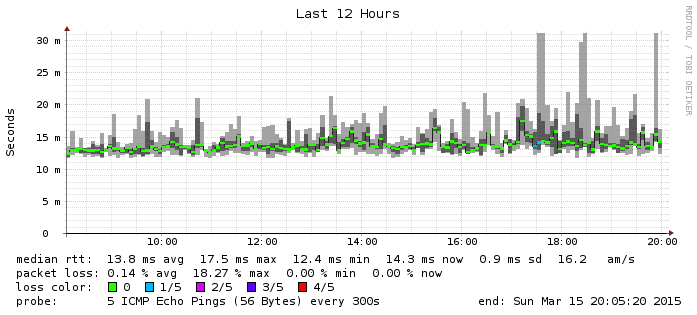 Last 12 Hours
RRDTOOL / TOBI OETIKER
Seconds
30 m
25 m
20 m
15 m
10 m
5 m
0
10:00 12:00 14:00 16:00 18:00 20:00
median rtt: 13.8 ms avg 17.5 ms max 12.4 ms min 14.3 ms now 0.9 ms sd 16.2 am/s
packet loss: 0.14 % avg 18.27 % max 0.00 % min 0.00 % now
loss color: 0 1/5 2/5 3/5 4/5
probe: 5 ICMP Echo Pings (56 Bytes) every 300s end: Sun Mar 15 20:05:20 2015